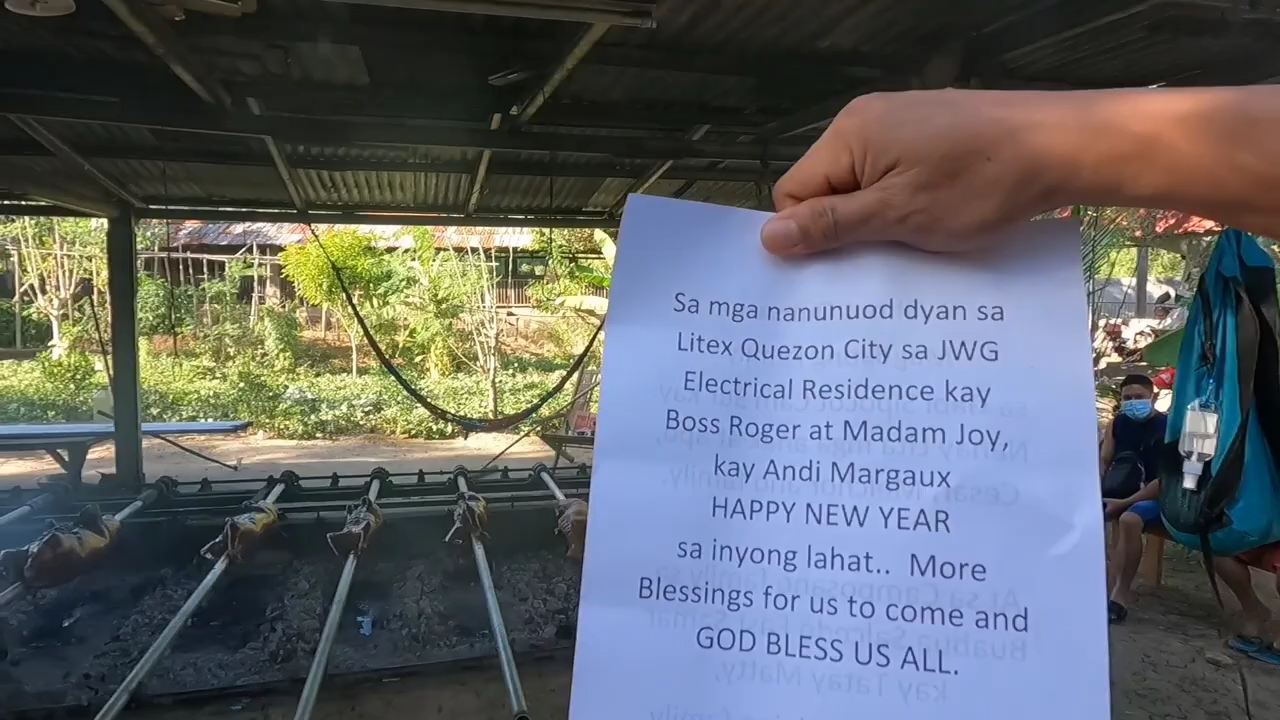 Sa mga nanunuod dyan sa
Litex Quezon City sa JWG
Electrical Residence kay
Boss Roger at Madam Joy,
kay Andi Margaux
HAPPY NEW YEAR
sa inyong lahat.. More
Blessings for us to come and
GOD BLESS US ALL.